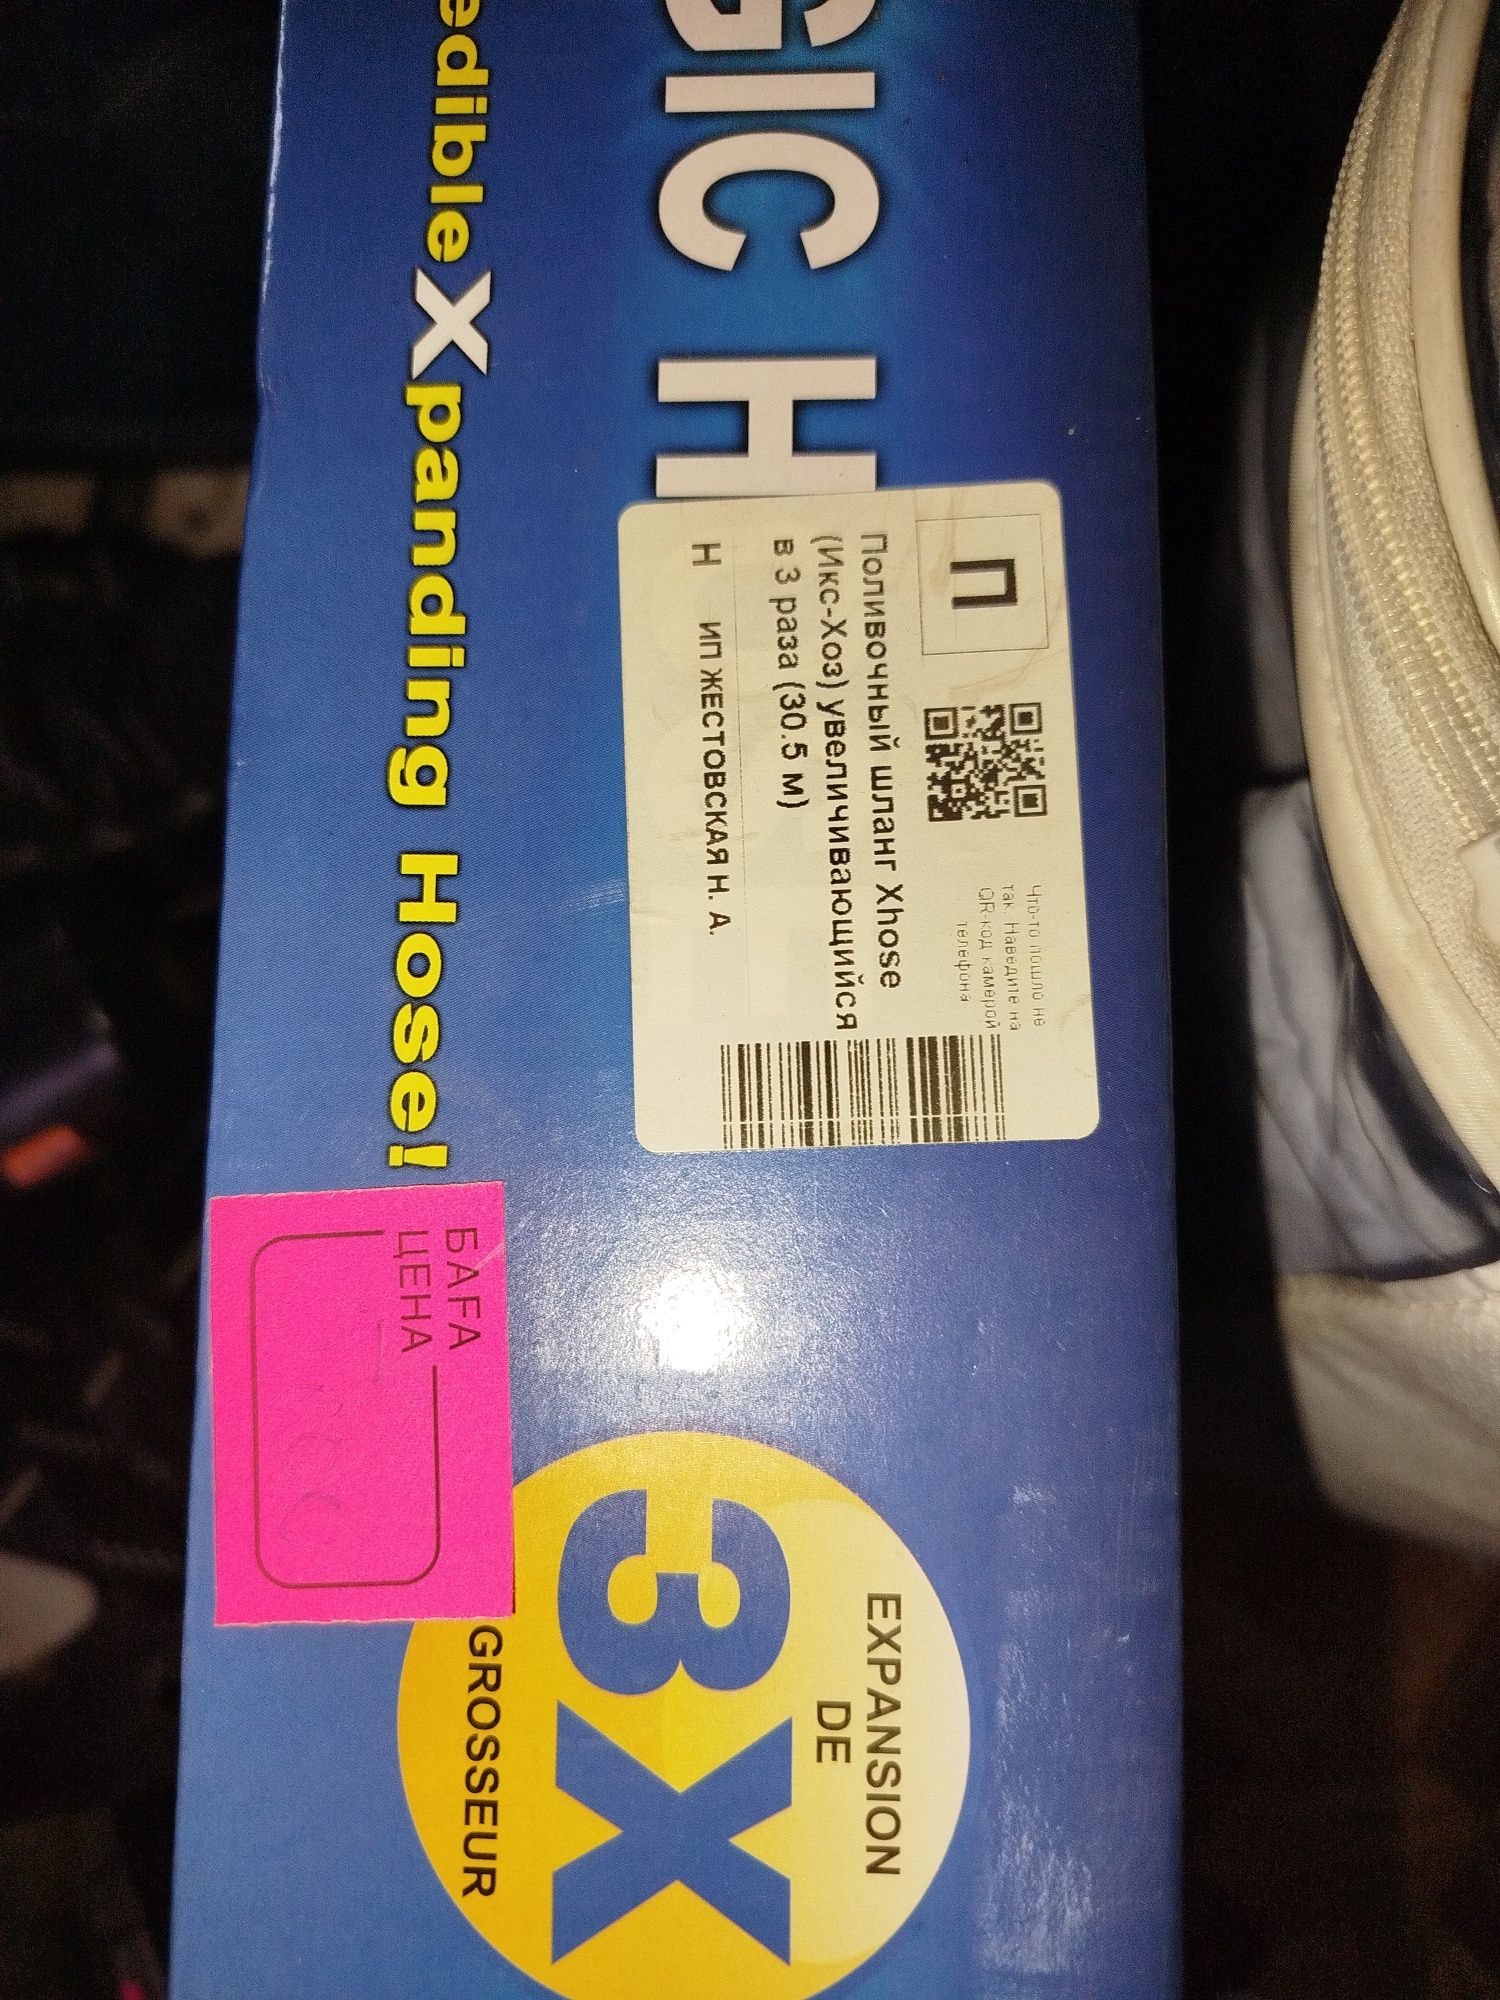 GIC H
edible Xpanding Hose!
П
Что-то пошло не
так. Наведите на
QR-код камерой
телефона
Поливочный шланг Xhose
(Икс-Хоз) увеличивающийся
в 3 раза (30.5 м)
Н ИП ЖЕСТОВСКАЯ Н. А.
БАҒА
ЦЕНА
EXPANSION
DE
3X
GROSSEUR